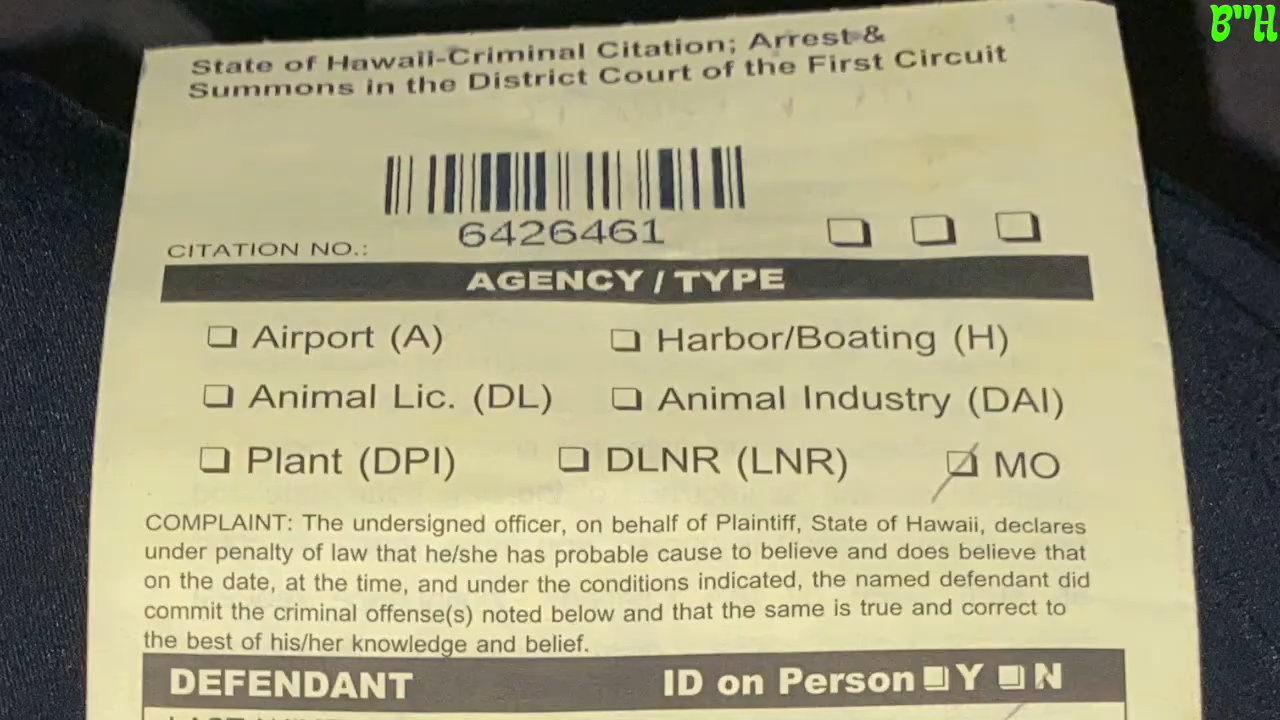 B"H
State of Hawaii-Criminal Citation; Arrest &
Summons in the District Court of the First Circuit
6426461
CITATION NO.:
AGENCY / TYPE
Airport (A) Harbor/Boating (H)
Animal Lic. (DL) Animal Industry (DAI)
Plant (DPI) DLNR (LNR) MO
COMPLAINT: The undersigned officer, on behalf of Plaintiff, State of Hawaii, declares
under penalty of law that he/she has probable cause to believe and does believe that
on the date, at the time, and under the conditions indicated, the named defendant did
commit the criminal offense(s) noted below and that the same is true and correct to
the best of his/her knowledge and belief.
DEFENDANT ID on Person Y N